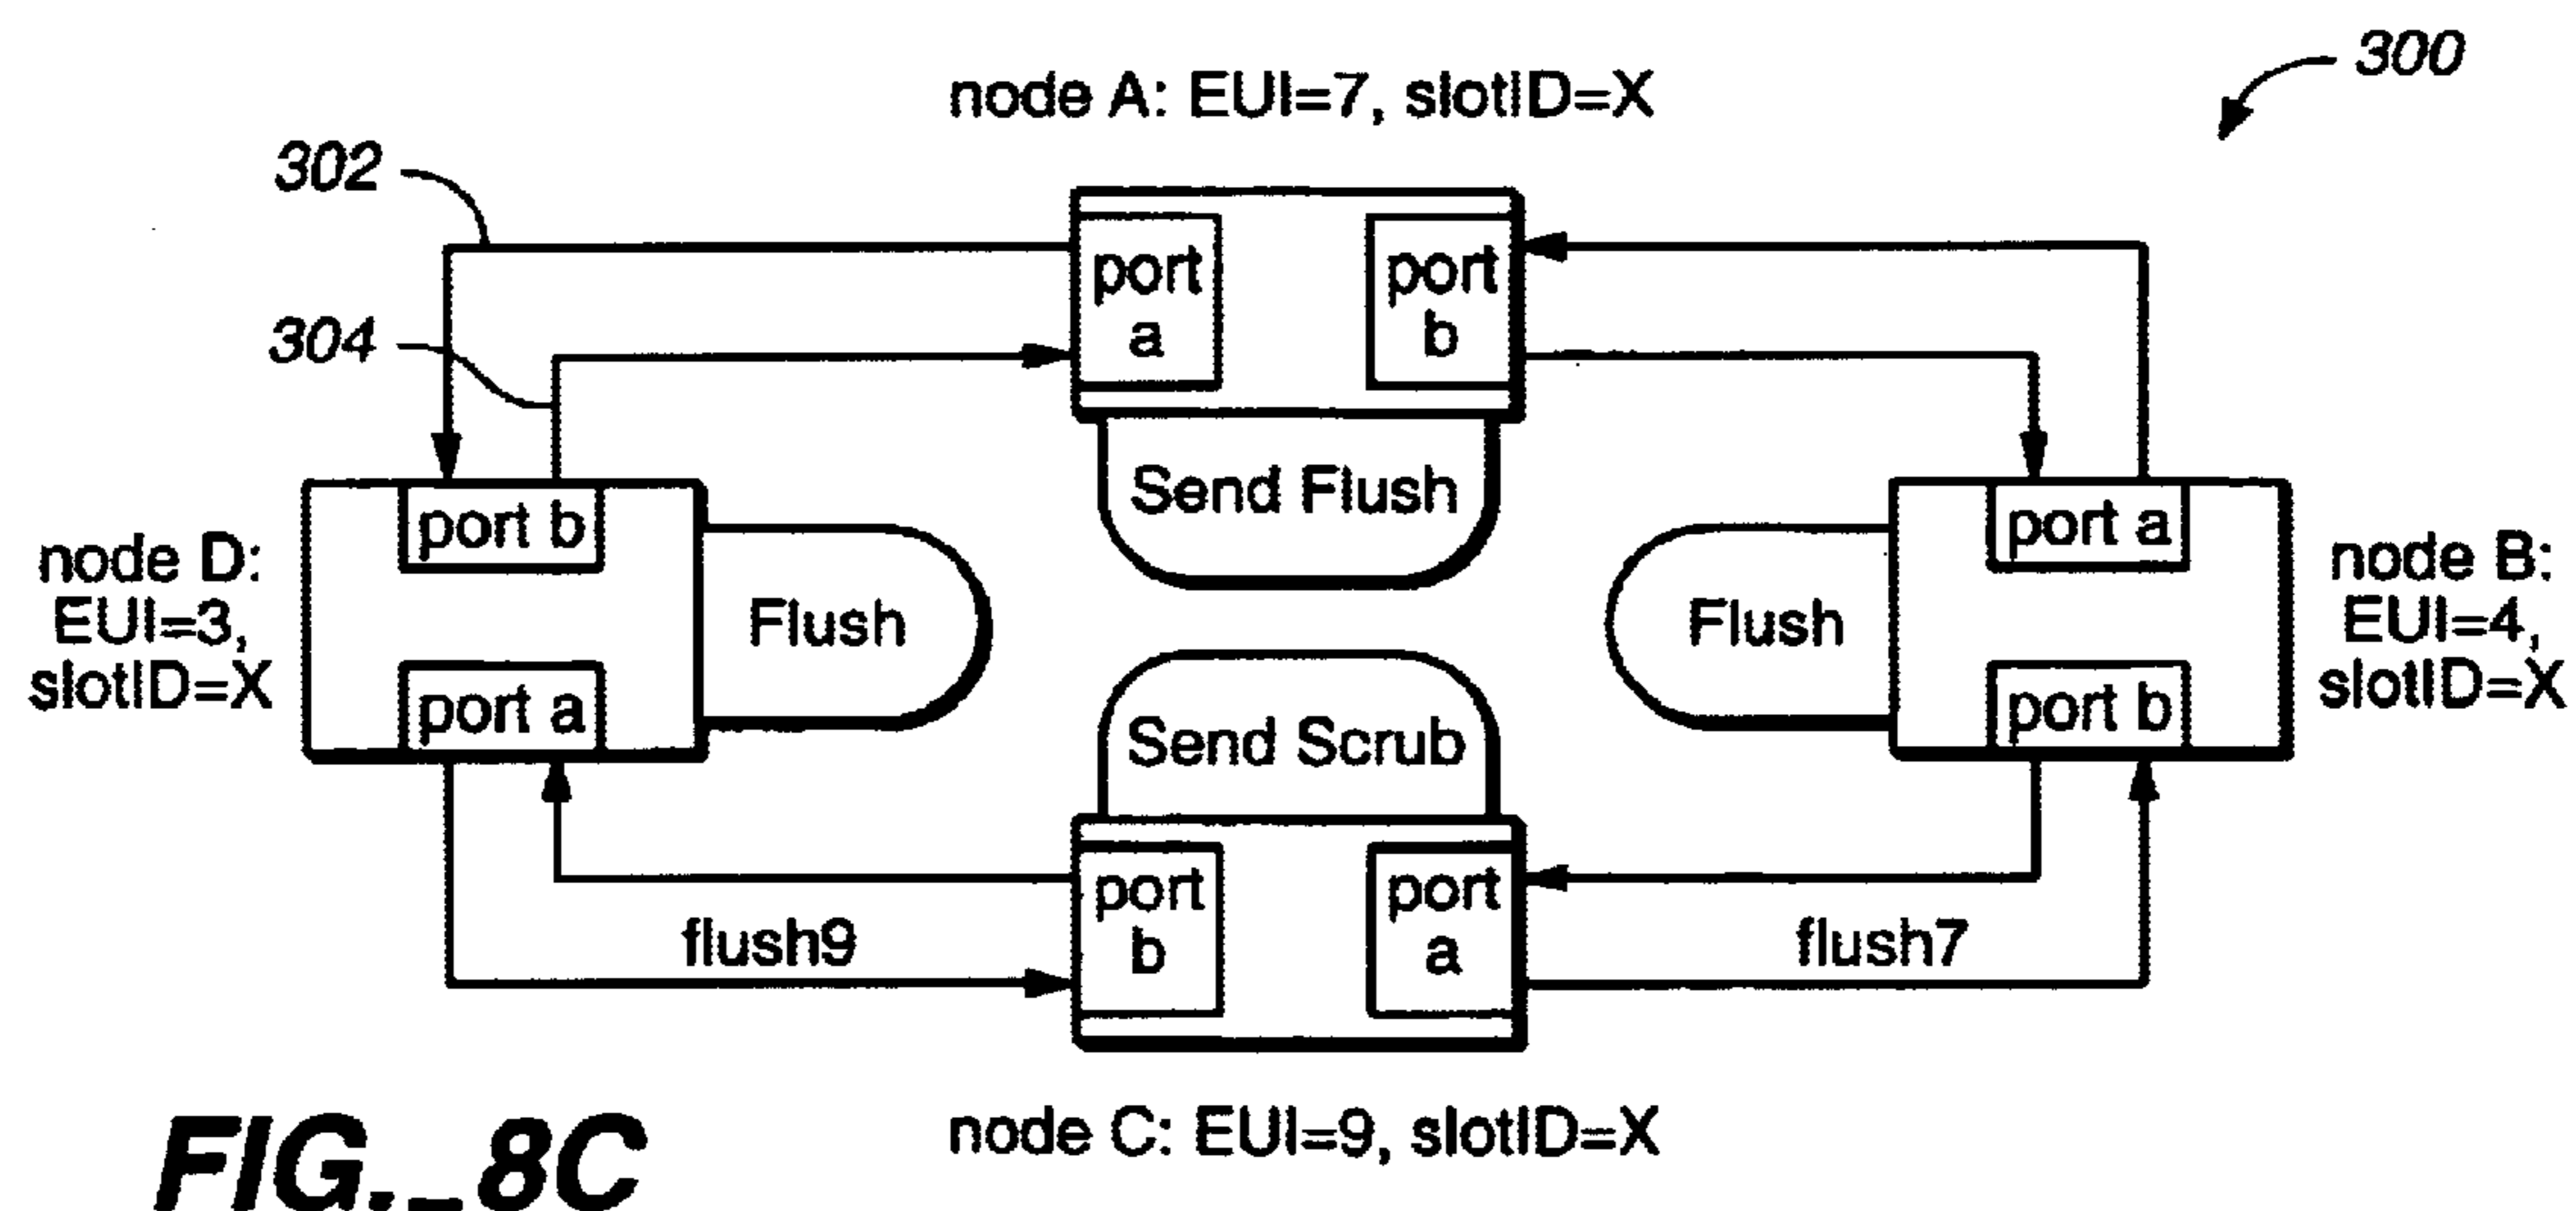 300
node A: EUI=7, slotID=X
302
port
a
port
b
304
Send Flush
port b
port a
node D:
EUI=3,
slotID=X
Flush
Flush
node B:
EUI=4,
slotID=X
port a
port b
Send Scrub
port
b
port
a
flush9
flush7
node C: EUI=9, slotID=X
FIG._8C